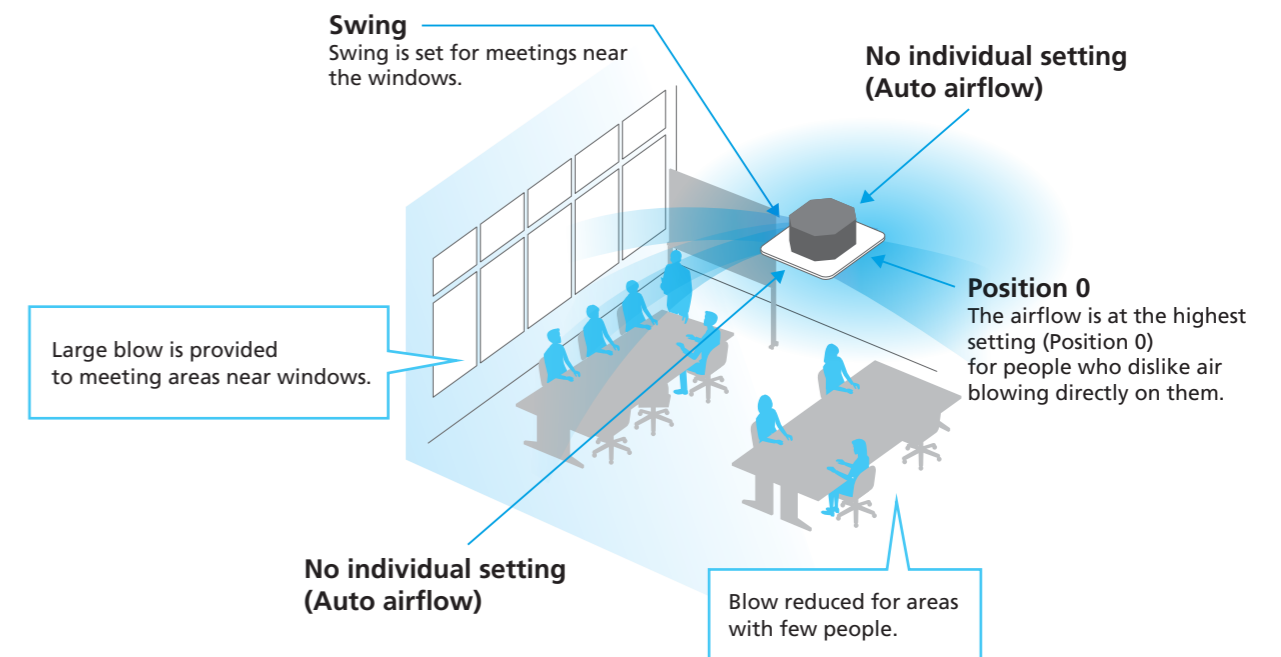 Swing
Swing is set for meetings near
the windows.
No individual setting
(Auto airflow)
Position 0
The airflow is at the highest
setting (Position 0)
for people who dislike air
blowing directly on them.
Large blow is provided
to meeting areas near windows.
No individual setting
(Auto airflow)
Blow reduced for areas
with few people.